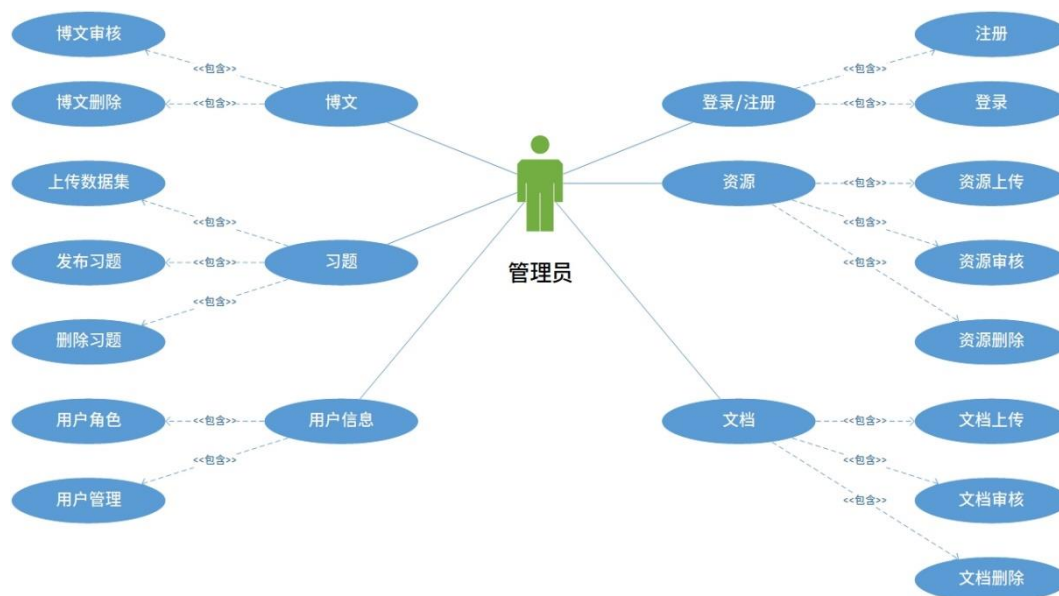 博文审核
<<包含>>
博文删除
<<包含>>
博文
上传数据集
<<包含>>
发布习题
<<包含>>
习题
<<包含>>
删除习题
用户角色
<<包含>>
用户信息
<<包含>>
用户管理
管理员
注册
<<包含>>
登录/注册
<<包含>>
登录
资源
<<包含>>
资源上传
<<包含>>
资源审核
<<包含>>
资源删除
文档
<<包含>>
文档上传
<<包含>>
文档审核
<<包含>>
文档删除